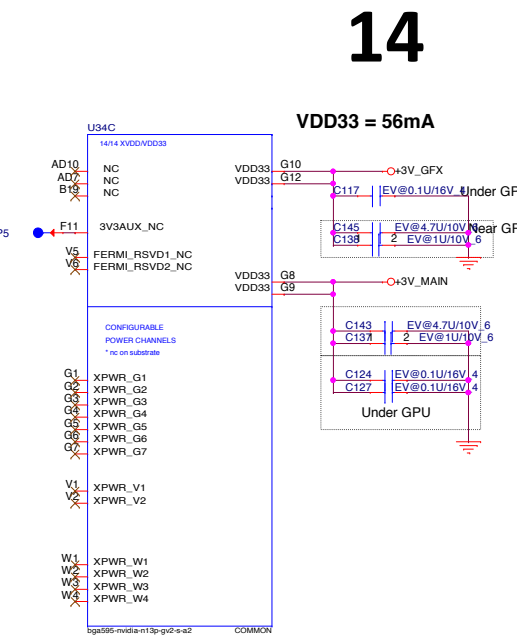 14
VDD33 = 56mA
U34C
14/14 XVDD/VDD33
AD10 NC VDD33 G10 +3V_GFX
AD7 NC VDD33 G12
B19 NC
C117 EV@0.1U/16V_4 Under GP
P5 F11 3V3AUX_NC
C145 EV@4.7U/10V_6 Near GP
C138 1 2 EV@1U/10V_6
V5 FERMI_RSVD1_NC
V6 FERMI_RSVD2_NC
VDD33 G8 +3V_MAIN
VDD33 G9
CONFIGURABLE
POWER CHANNELS
* nc on substrate
C143 EV@4.7U/10V_6
C137 1 2 EV@1U/10V_6
C124 EV@0.1U/16V_4
C127 EV@0.1U/16V_4
Under GPU
G1 XPWR_G1
G2 XPWR_G2
G3 XPWR_G3
G4 XPWR_G4
G5 XPWR_G5
G6 XPWR_G6
G7 XPWR_G7
V1 XPWR_V1
V2 XPWR_V2
W1 XPWR_W1
W2 XPWR_W2
W3 XPWR_W3
W4 XPWR_W4
bga595-nvidia-n13p-gv2-s-a2 COMMON